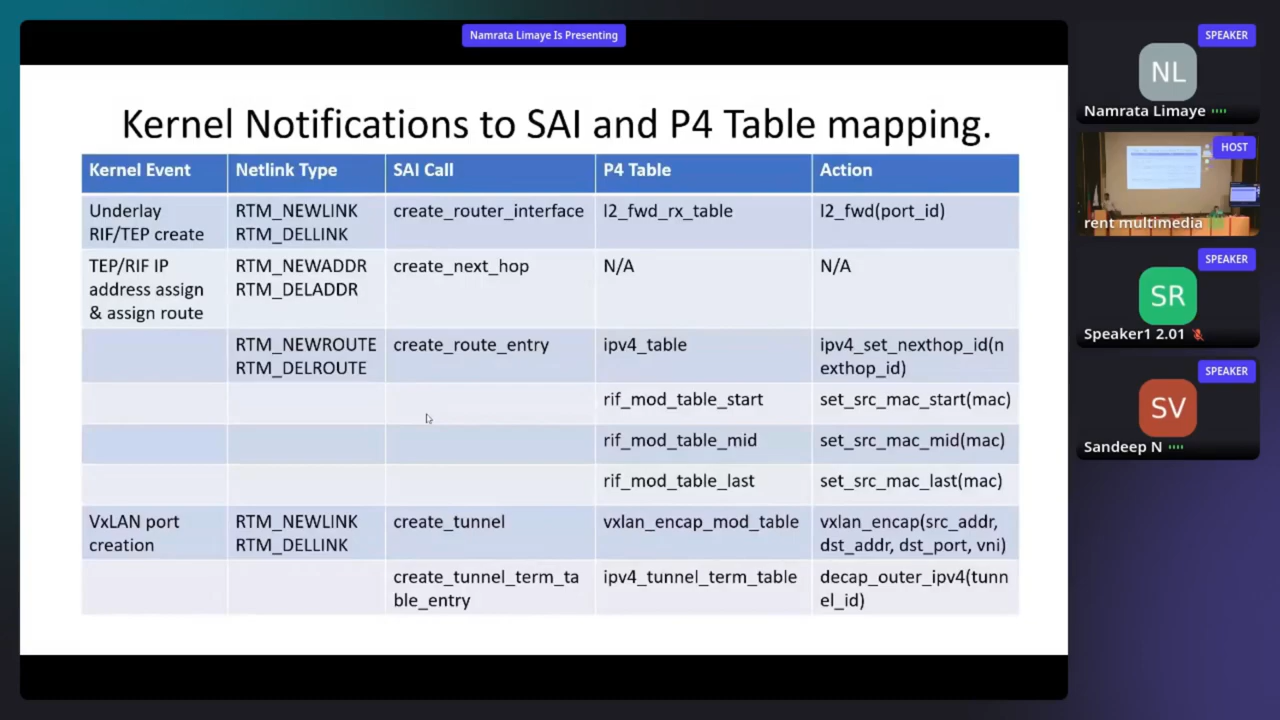 Namrata Limaye Is Presenting
Kernel Notifications to SAI and P4 Table mapping.
Kernel Event Netlink Type SAI Call P4 Table Action
Underlay RTM_NEWLINK create_router_interface l2_fwd_rx_table l2_fwd(port_id)
RIF/TEP create RTM_DELLINK
TEP/RIF IP RTM_NEWADDR create_next_hop N/A N/A
address assign RTM_DELADDR
& assign route
RTM_NEWROUTE create_route_entry ipv4_table ipv4_set_nexthop_id(n
RTM_DELROUTE exthop_id)
rif_mod_table_start set_src_mac_start(mac)
rif_mod_table_mid set_src_mac_mid(mac)
rif_mod_table_last set_src_mac_last(mac)
VxLAN port RTM_NEWLINK create_tunnel vxlan_encap_mod_table vxlan_encap(src_addr,
creation RTM_DELLINK dst_addr, dst_port, vni)
create_tunnel_term_ta ipv4_tunnel_term_table decap_outer_ipv4(tunn
ble_entry el_id)
SPEAKER
NL
Namrata Limaye
HOST
rent multimedia
SPEAKER
SR
Speaker1 2.01
SPEAKER
SV
Sandeep N